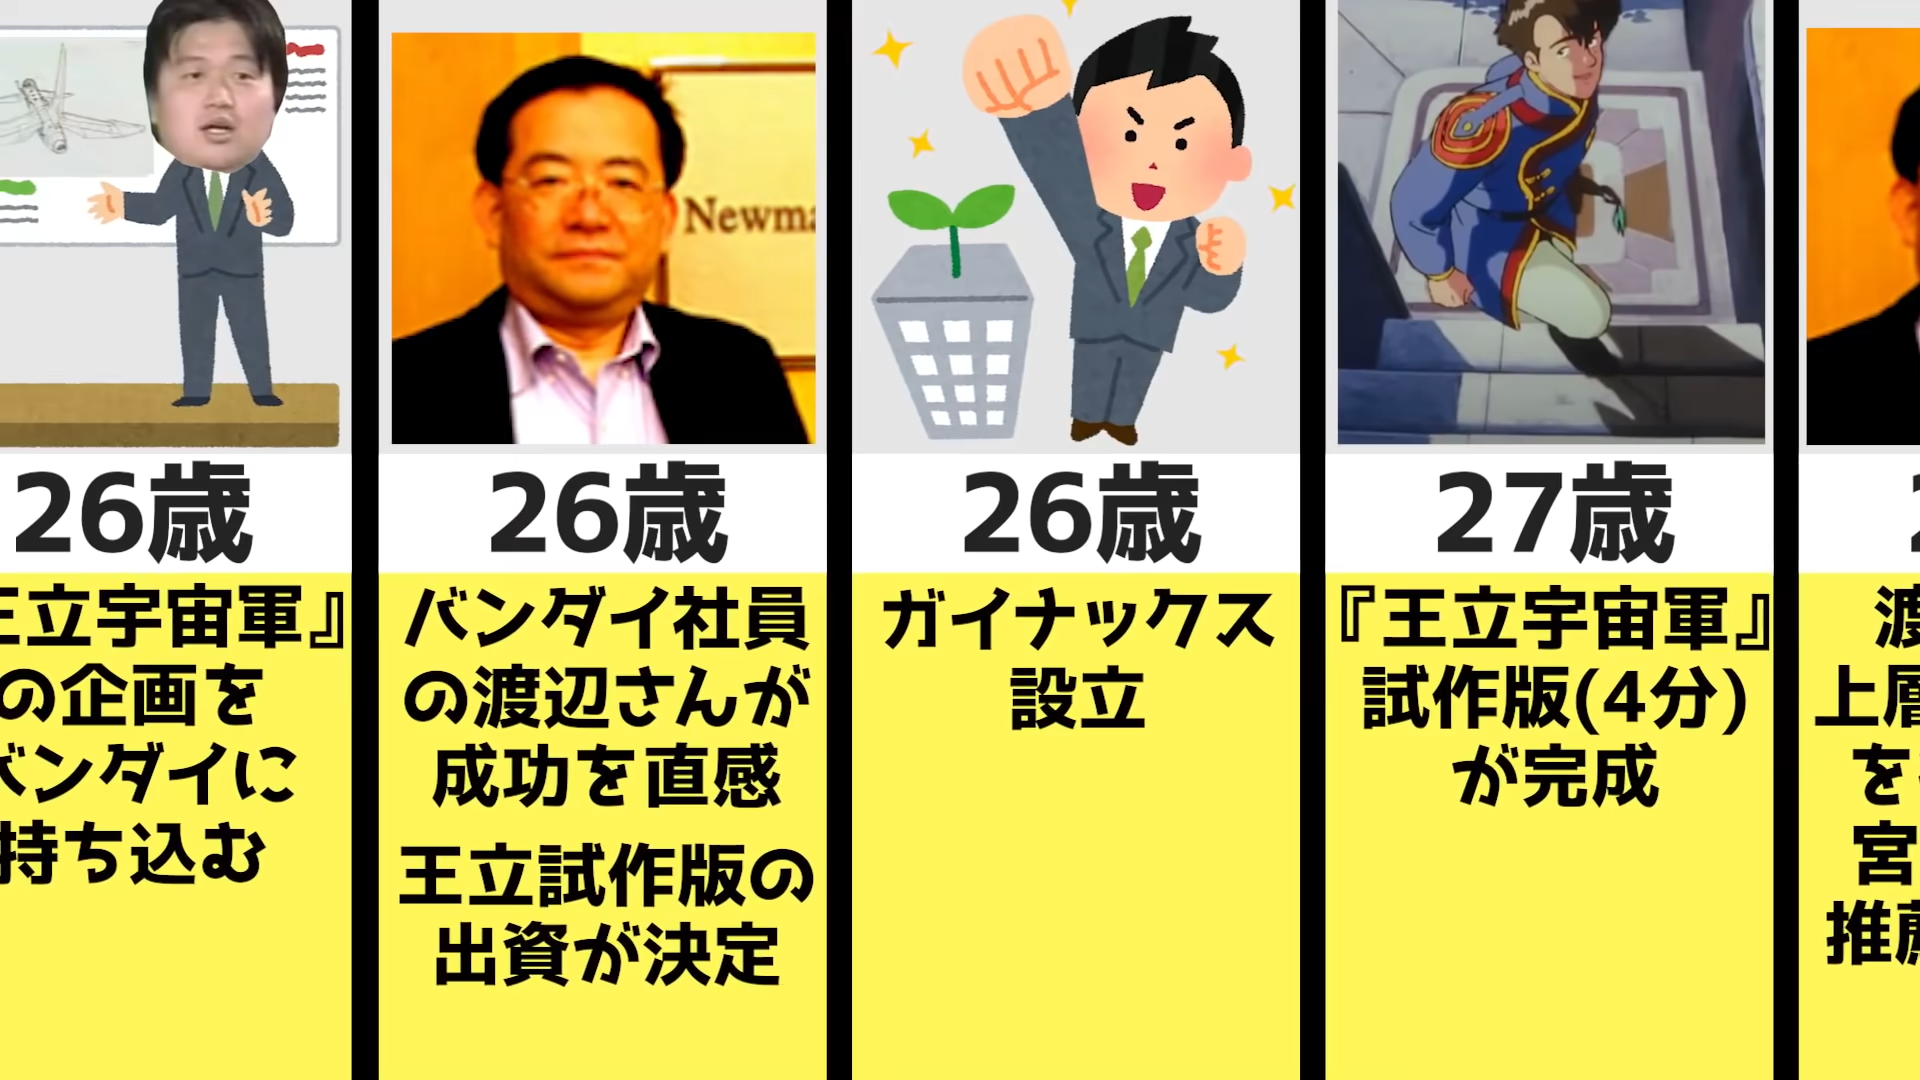 26歳
王立宇宙軍』
の企画を
バンダイに
持ち込む
Newma
26歳
バンダイ社員
の渡辺さんが
成功を直感
王立試作版の
出資が決定
26歳
ガイナックス
設立
27歳
『王立宇宙軍』
試作版(4分)
が完成
2
渡
上層
を
宮
推薦